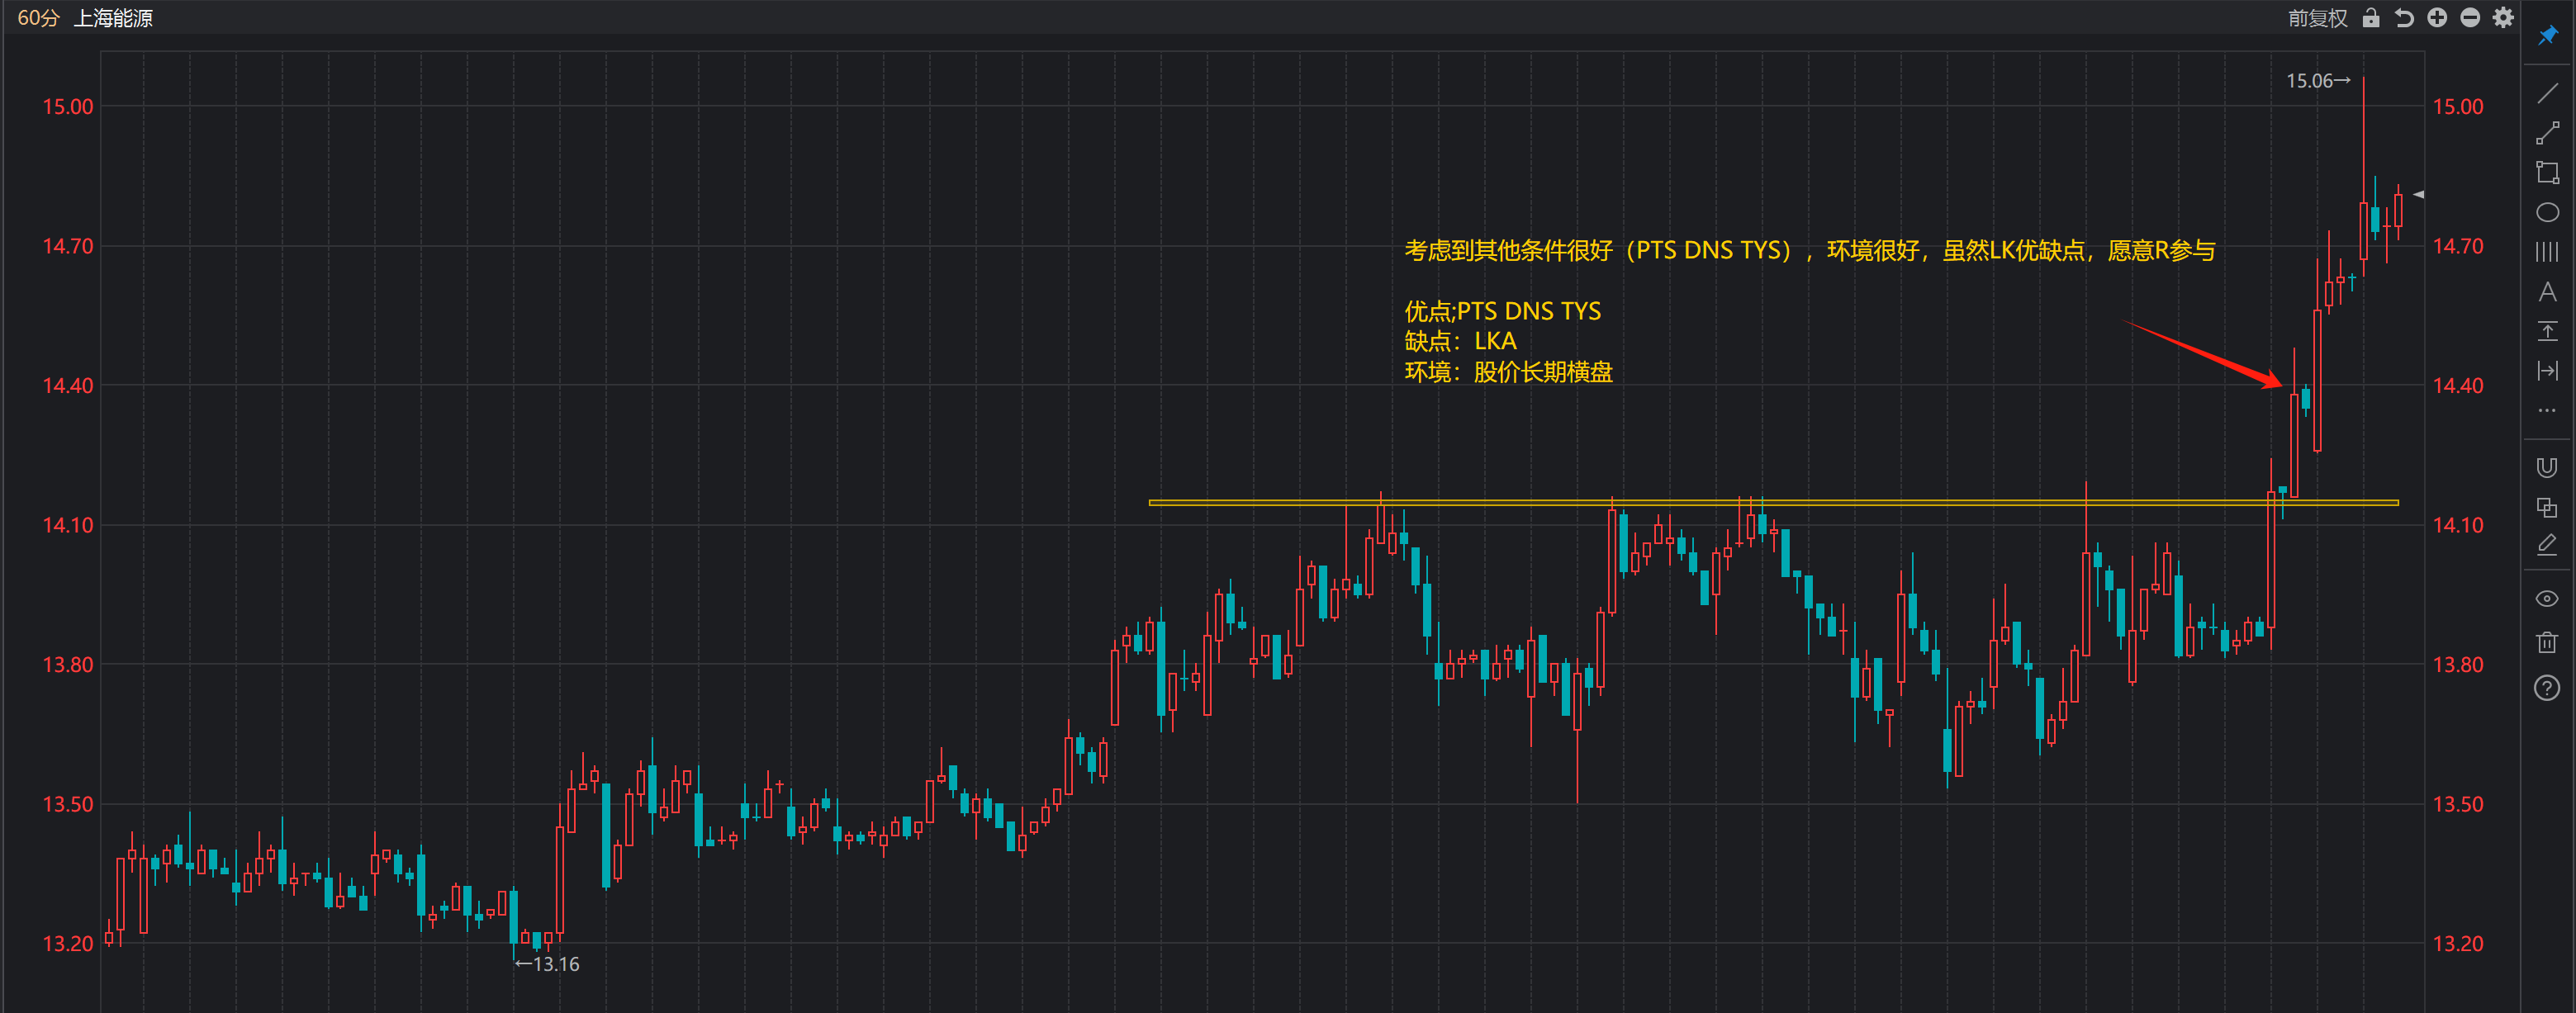 60分 上海能源 前复权
15.06→
15.00 15.00
14.70 14.70
考虑到其他条件很好（PTS DNS TYS），环境很好，虽然LK优缺点，愿意R参与
优点;PTS DNS TYS
缺点：LKA
环境：股价长期横盘
14.40 14.40
14.10 14.10
13.80 13.80
13.50 13.50
13.20 13.20
←13.16